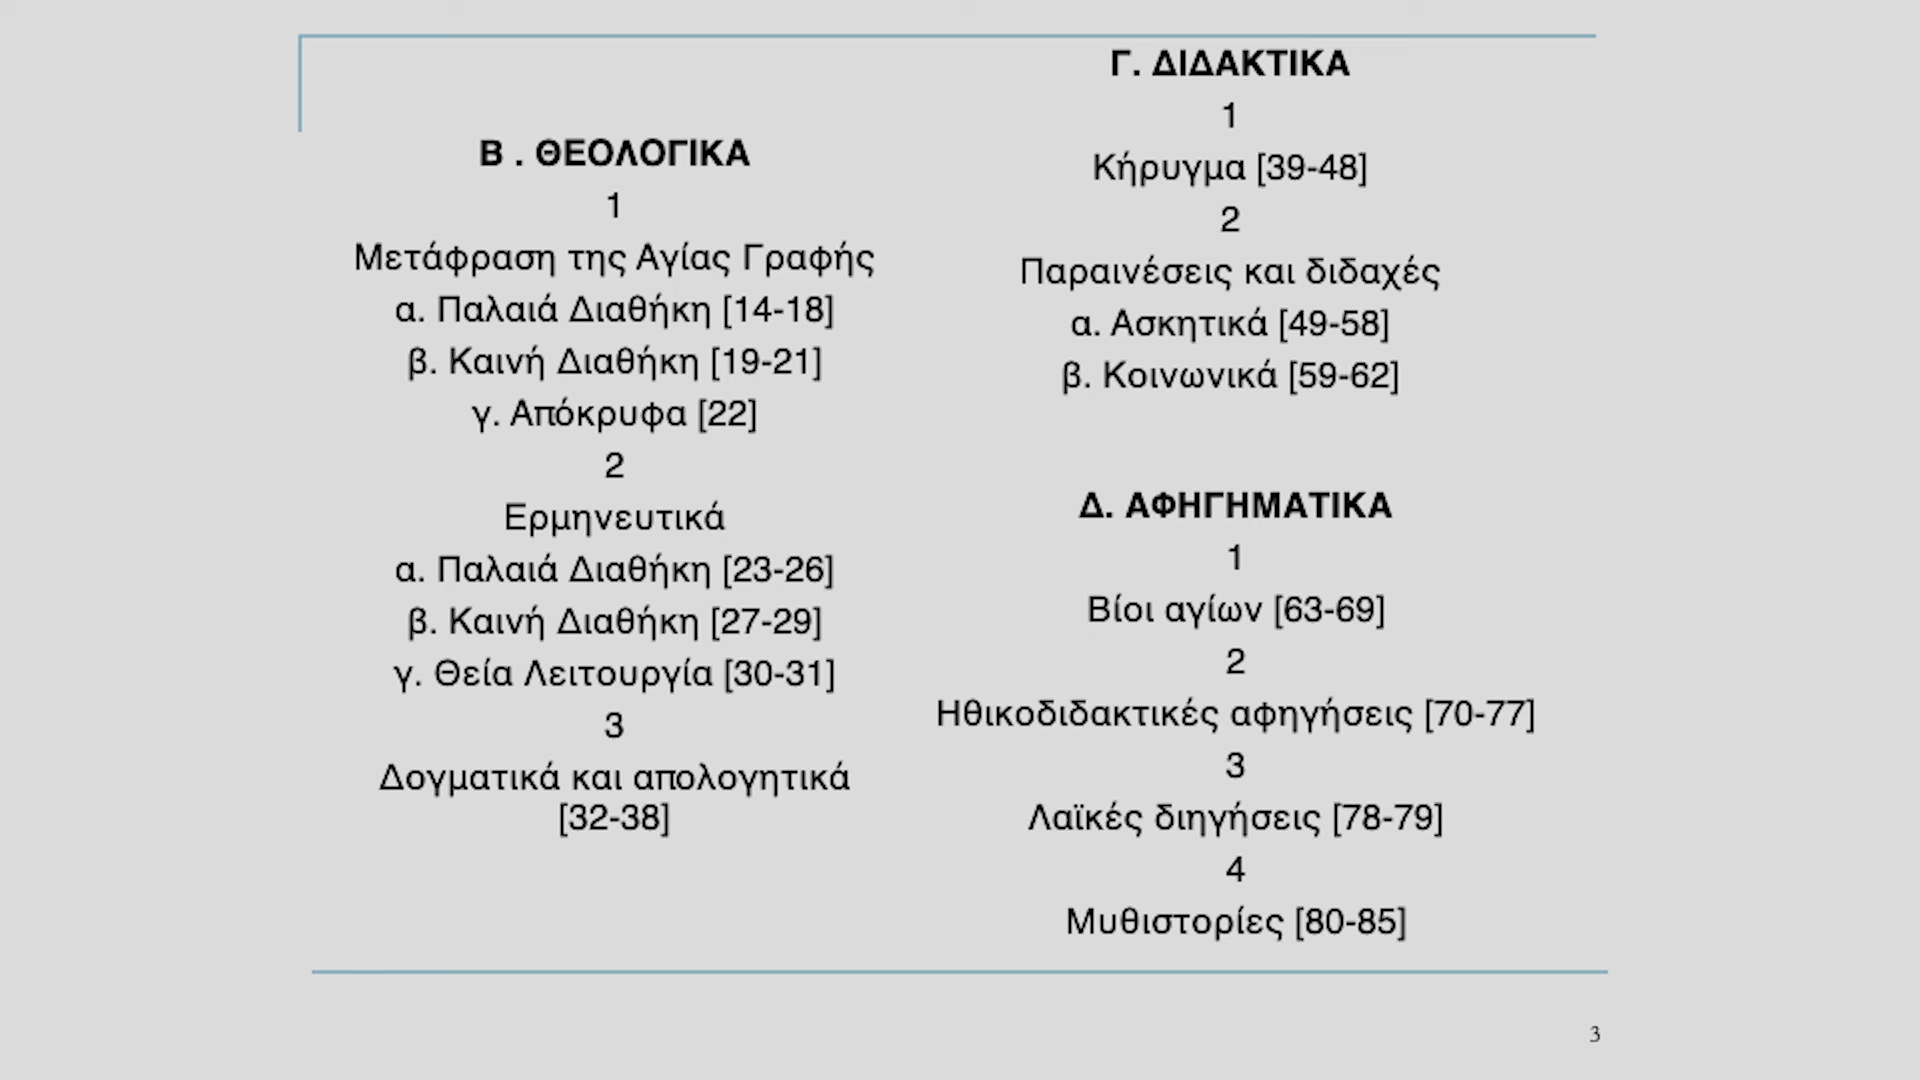 Β . ΘΕΟΛΟΓΙΚΑ
1
Μετάφραση της Αγίας Γραφής
α. Παλαιά Διαθήκη [14-18]
β. Καινή Διαθήκη [19-21]
γ. Απόκρυφα [22]
2
Ερμηνευτικά
α. Παλαιά Διαθήκη [23-26]
β. Καινή Διαθήκη [27-29]
γ. Θεία Λειτουργία [30-31]
3
Δογματικά και απολογητικά
[32-38]
Γ. ΔΙΔΑΚΤΙΚΑ
1
Κήρυγμα [39-48]
2
Παραινέσεις και διδαχές
α. Ασκητικά [49-58]
β. Κοινωνικά [59-62]
Δ. ΑΦΗΓΗΜΑΤΙΚΑ
1
Βίοι αγίων [63-69]
2
Ηθικοδιδακτικές αφηγήσεις [70-77]
3
Λαϊκές διηγήσεις [78-79]
4
Μυθιστορίες [80-85]
3